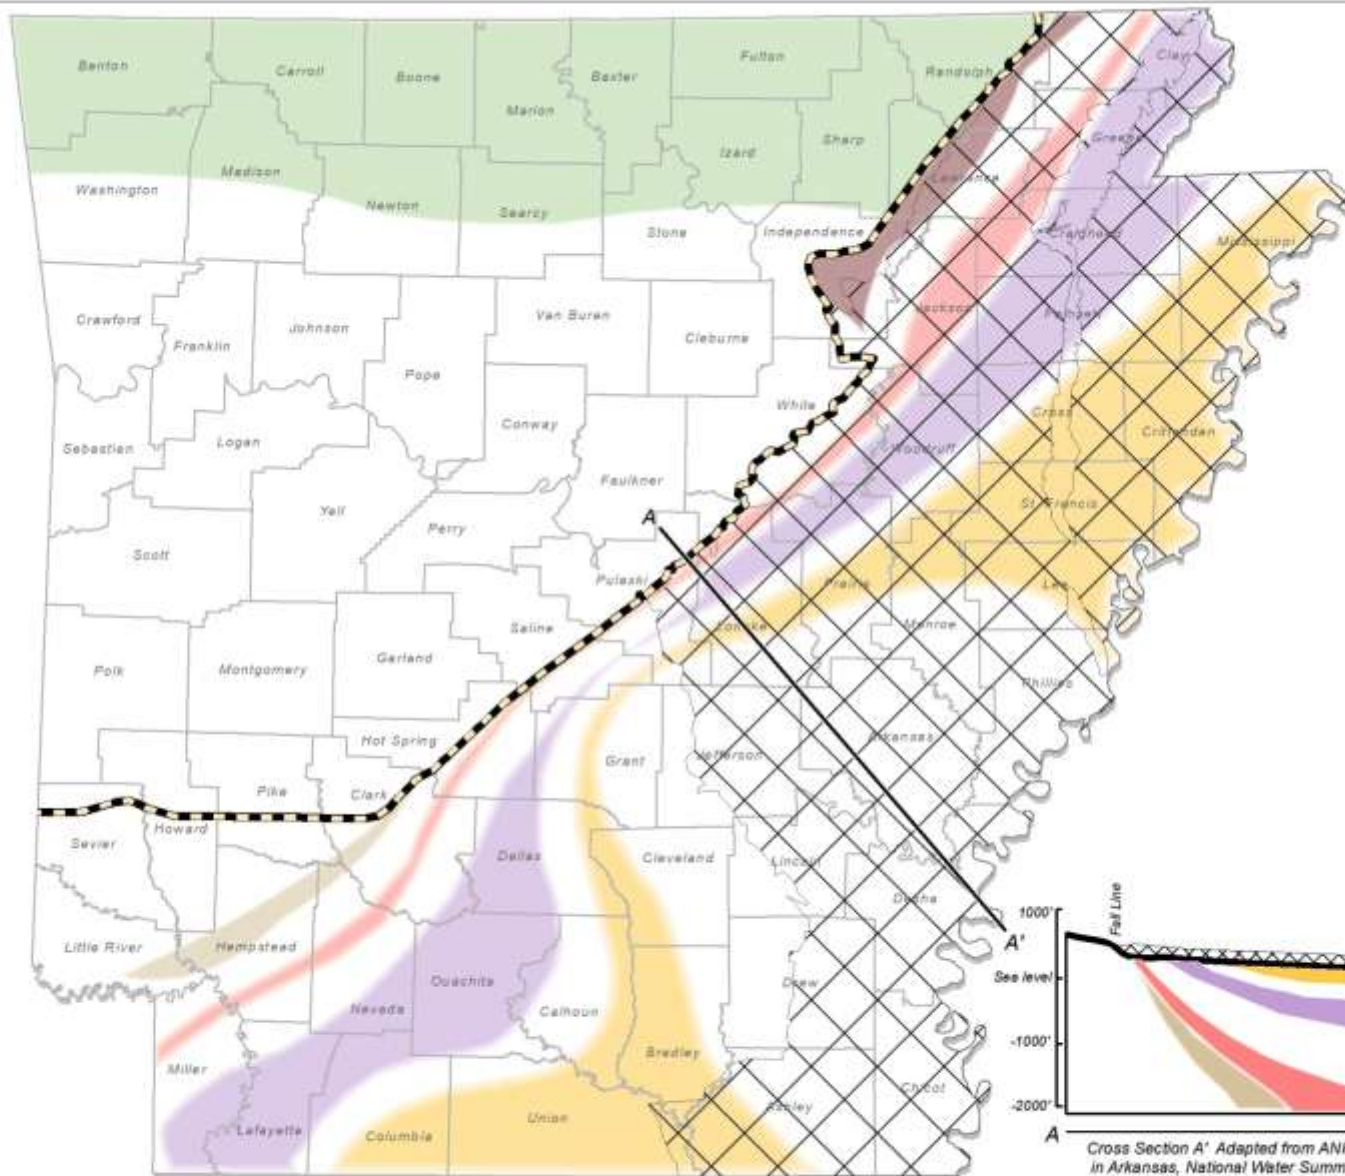 Benton
Carroll
Boone
Fulton
Baxter
Marion
Randolph
Clay
Izard
Sharp
Greene
Madison
Washington
Newton
Searcy
Lawrence
Stone
Independence
Craighead
Mississippi
Crawford
Franklin
Johnson
Van Buren
Cleburne
Jackson
Poinsett
Pope
White
Cross
Crittenden
Conway
Sebastian
Logan
Woodruff
Faulkner
St. Francis
Yell
Perry
A
Scott
Pulaski
Prairie
Lee
Saline
Lonoke
Monroe
Garland
Polk
Montgomery
Phillips
Hot Spring
Grant
Jefferson
Arkansas
Pike
Clark
Howard
Sevier
Dallas
Cleveland
Lincoln
Desha
Little River
Hempstead
A'
Ouachita
Drew
Nevada
Calhoun
Miller
Bradley
Chicot
Ashley
Union
Lafayette
Columbia
Fall Line
1000'
Sea level
-1000'
-2000'
A
Cross Section A' Adapted from
in Arkansas, National Water